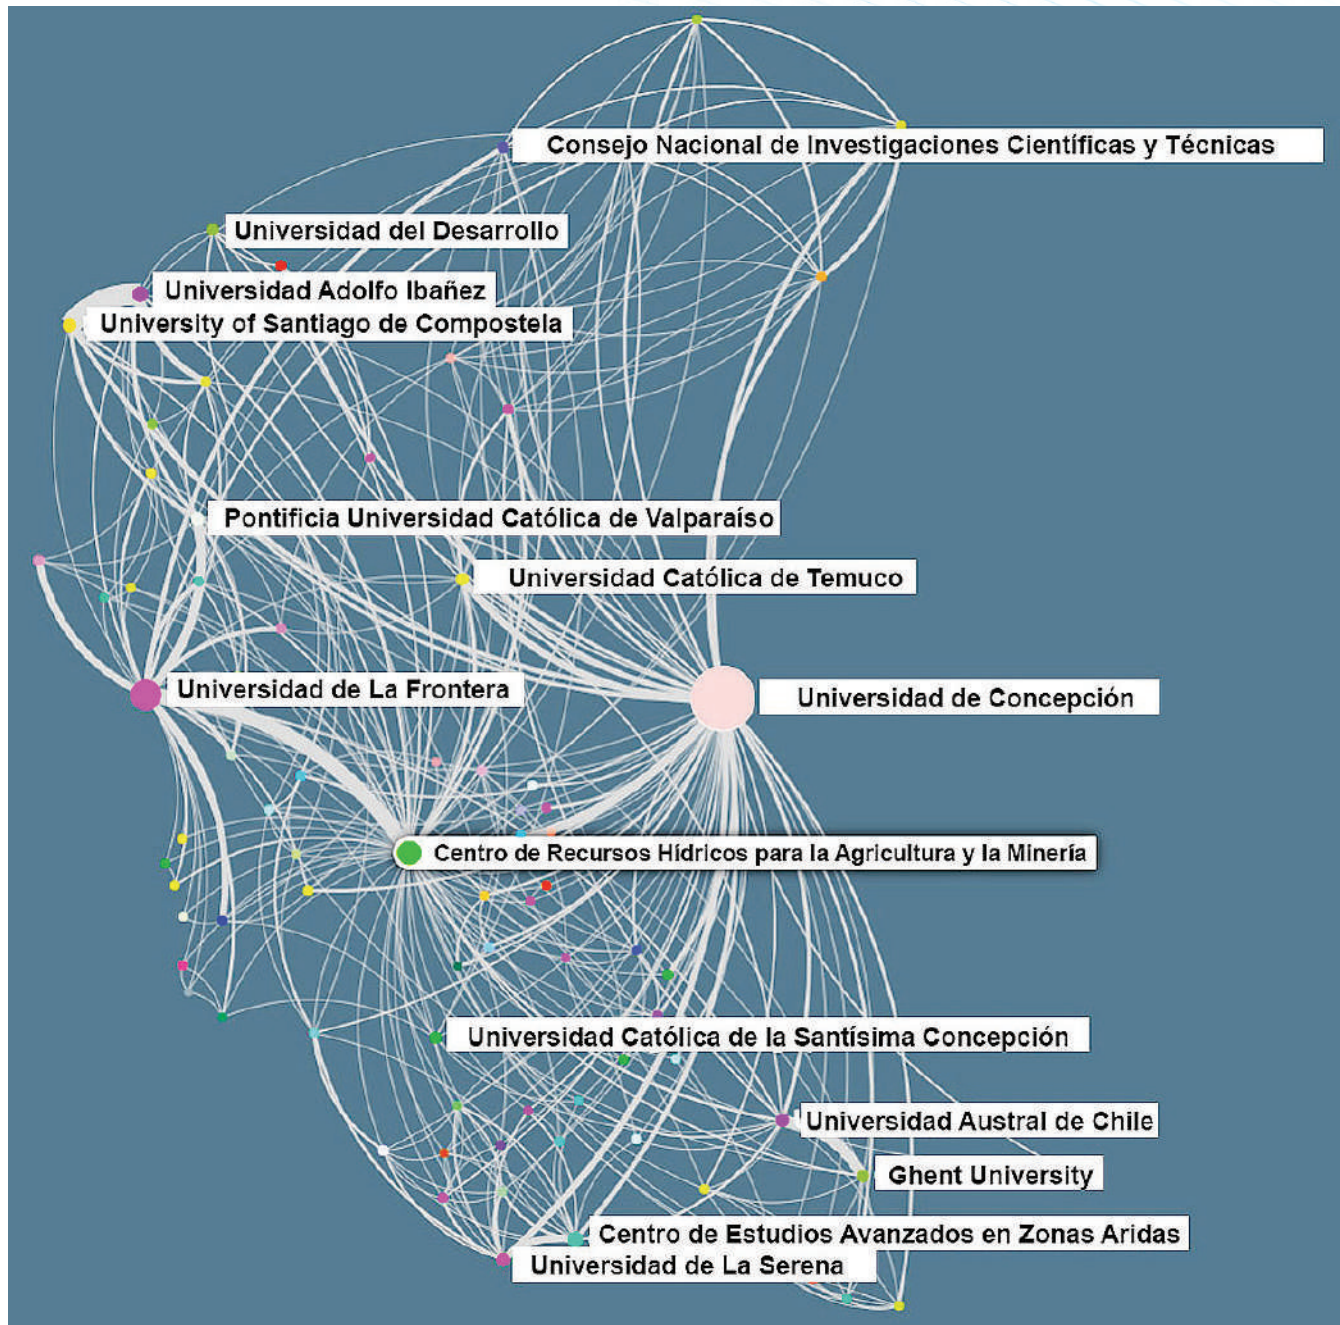 Consejo Nacional de Investigaciones Científicas y Técnicas
Universidad del Desarrollo
Universidad Adolfo Ibañez
University of Santiago de Compostela
Pontificia Universidad Católica de Valparaíso
Universidad Católica de Temuco
Universidad de La Frontera
Universidad de Concepción
Centro de Recursos Hídricos para la Agricultura y la Minería
Universidad Católica de la Santísima Concepción
Universidad Austral de Chile
Ghent University
Centro de Estudios Avanzados en Zonas Aridas
Universidad de La Serena